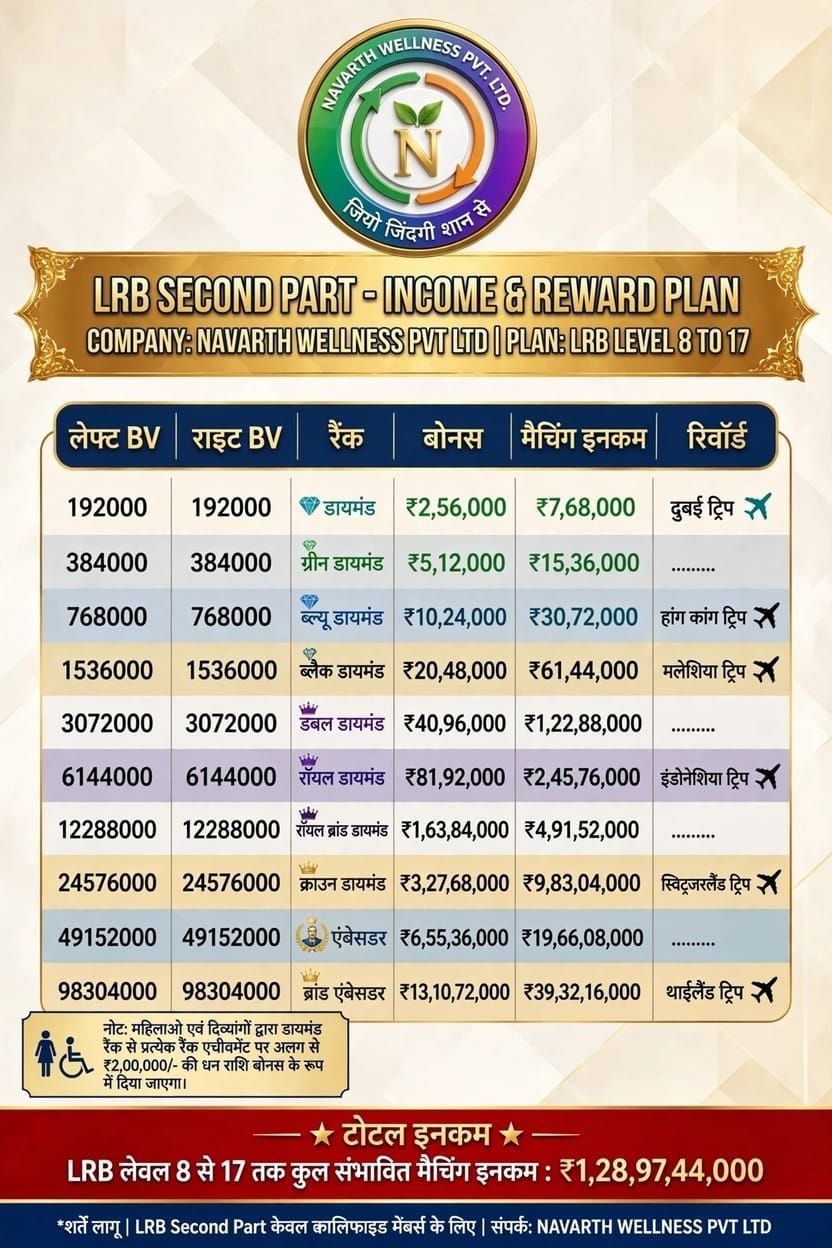 NAVARTH WELLNESS PVT. LTD.
N
जियो जिंदगी शान से
LRB SECOND PART - INCOME & REWARD PLAN
COMPANY: NAVARTH WELLNESS PVT LTD | PLAN: LRB LEVEL 8 TO 17
लेफ्ट BV राइट BV रैंक बोनस मैचिंग इनकम रिवॉर्ड
192000 192000 डायमंड ₹2,56,000 ₹7,68,000 दुबई ट्रिप
384000 384000 ग्रीन डायमंड ₹5,12,000 ₹15,36,000 .........
768000 768000 ब्ल्यू डायमंड ₹10,24,000 ₹30,72,000 हांग कांग ट्रिप
1536000 1536000 ब्लैक डायमंड ₹20,48,000 ₹61,44,000 मलेशिया ट्रिप
3072000 3072000 डबल डायमंड ₹40,96,000 ₹1,22,88,000 .........
6144000 6144000 रॉयल डायमंड ₹81,92,000 ₹2,45,76,000 इंडोनेशिया ट्रिप
12288000 12288000 रॉयल ब्रांड डायमंड ₹1,63,84,000 ₹4,91,52,000 .........
24576000 24576000 क्राउन डायमंड ₹3,27,68,000 ₹9,83,04,000 स्विट्जरलैंड ट्रिप
49152000 49152000 एंबेसडर ₹6,55,36,000 ₹19,66,08,000 .........
98304000 98304000 ब्रांड एंबेसडर ₹13,10,72,000 ₹39,32,16,000 थाईलैंड ट्रिप
नोट: महिलाओ एवं दिव्यांगों द्वारा डायमंड
रैंक से प्रत्येक रैंक एचीवमेंट पर अलग से
₹2,00,000/- की धन राशि बोनस के रूप
में दिया जाएगा।
टोटल इनकम
LRB लेवल 8 से 17 तक कुल संभावित मैचिंग इनकम : ₹1,28,97,44,000
*शर्ते लागू | LRB Second Part केवल क्वालिफाइड मेंबर्स के लिए | संपर्क: NAVARTH WELLNESS PVT LTD